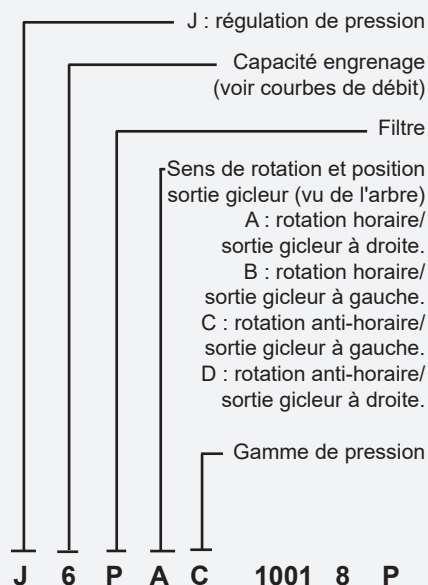 J : régulation de pression
Capacité engrenage
(voir courbes de débit)
Filtre
Sens de rotation et position
sortie gicleur (vu de l'arbre)
A : rotation horaire/
sortie gicleur à droite.
B : rotation horaire/
sortie gicleur à gauche.
C : rotation anti-horaire/
sortie gicleur à gauche.
D : rotation anti-horaire/
sortie gicleur à droite.
Gamme de pression
J 6 P A C 1001 8 P